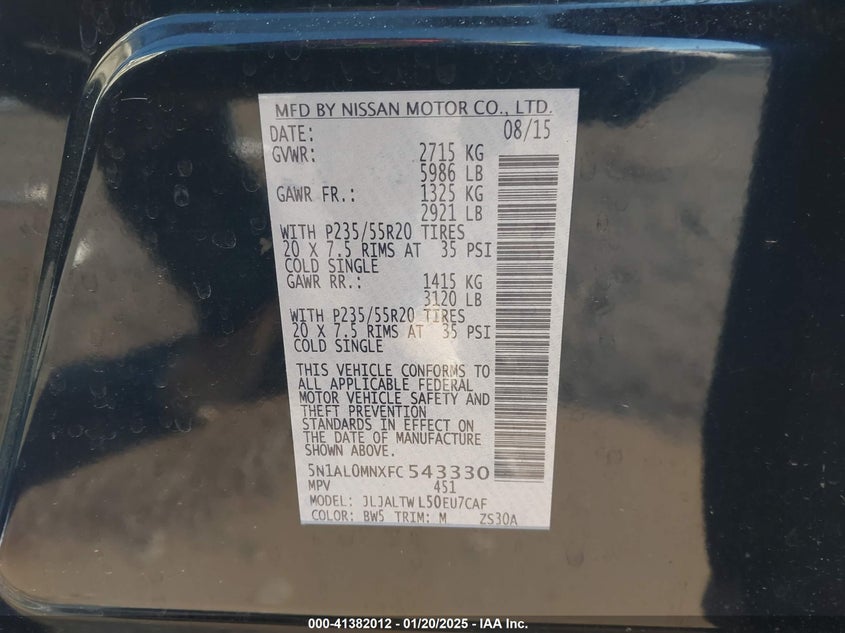 MFD BY NISSAN MOTOR CO., LTD.
DATE: 08/15
GVWR: 2715 KG
5986 LB
GAWR FR.: 1325 KG
2921 LB
WITH P235/55R20 TIRES
20 X 7.5 RIMS AT 35 PSI
COLD SINGLE
GAWR RR.: 1415 KG
3120 LB
WITH P235/55R20 TIRES
20 X 7.5 RIMS AT 35 PSI
COLD SINGLE
THIS VEHICLE CONFORMS TO
ALL APPLICABLE FEDERAL
MOTOR VEHICLE SAFETY AND
THEFT PREVENTION
STANDARDS IN EFFECT ON
THE DATE OF MANUFACTURE
SHOWN ABOVE.
5N1AL0MNXFC543330
MPV 451
MODEL: JLJALTWL50EU7CAF
COLOR: BW5 TRIM: M ZS30A
000-41382012 — 01/20/2025 — IAA Inc.